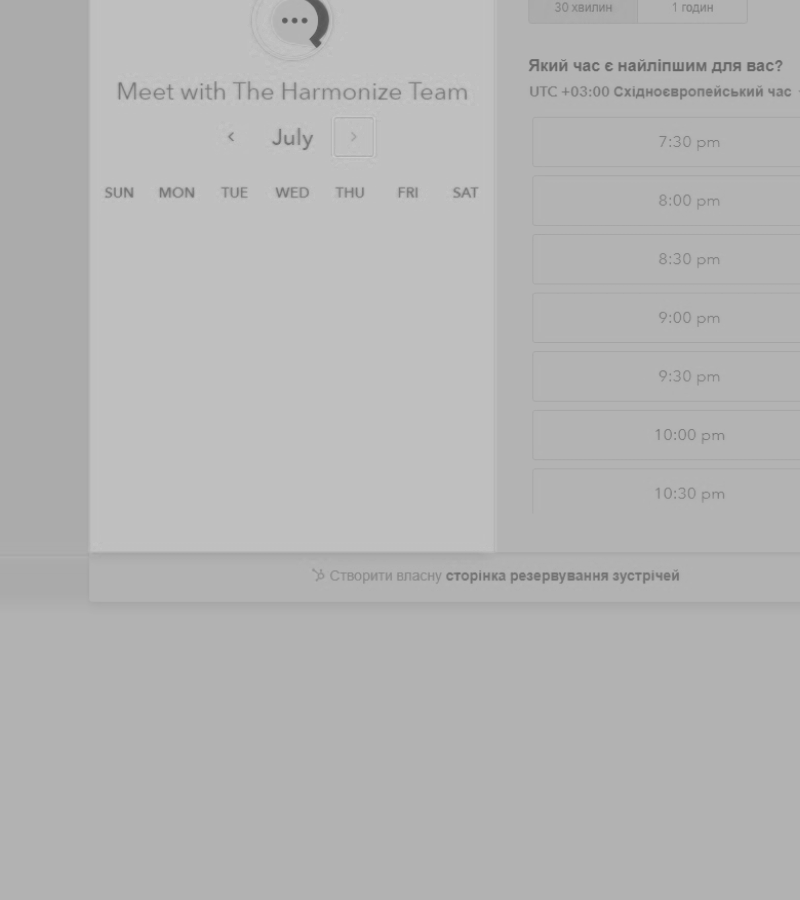 Meet with The Harmonize Team
July
SUN MON TUE WED THU FRI SAT
30 хвилин
1 годин
Який час є найліпшим для вас?
UTC +03:00 Східноєвропейський час
7:30 pm
8:00 pm
8:30 pm
9:00 pm
9:30 pm
10:00 pm
10:30 pm
Створити власну сторінка резервування зустрічей